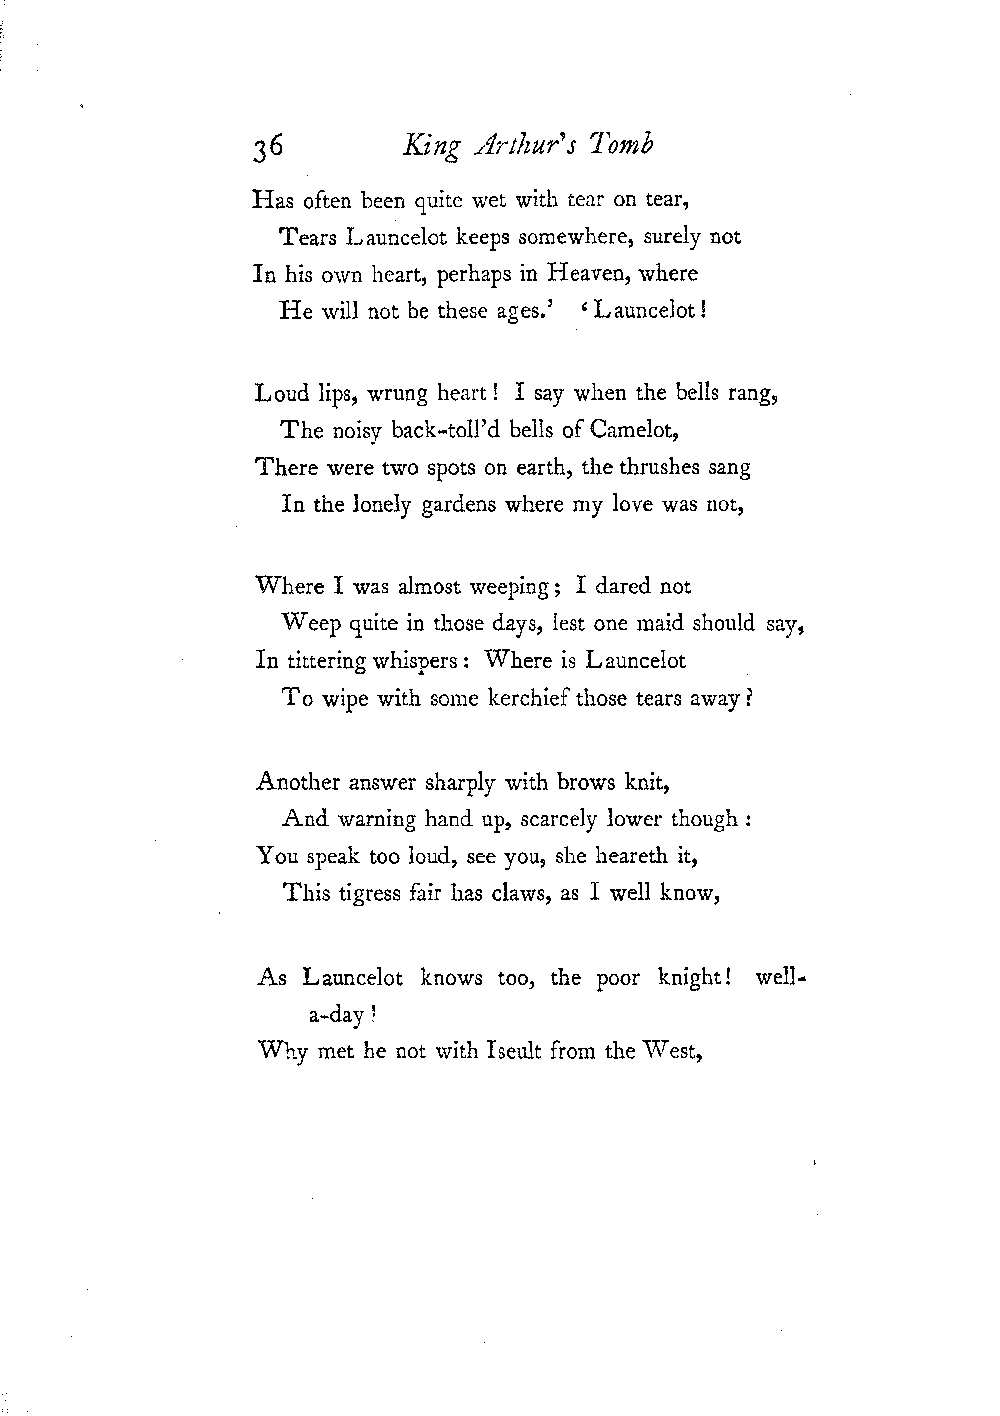 36 King Arthur's Tomb
Has often been quite wet with tear on tear,
Tears Launcelot keeps somewhere, surely not
In his own heart, perhaps in Heaven, where
He will not be these ages.' 'Launcelot!
Loud lips, wrung heart! I say when the bells rang,
The noisy back-toll'd bells of Camelot,
There were two spots on earth, the thrushes sang
In the lonely gardens where my love was not,
Where I was almost weeping; I dared not
Weep quite in those days, lest one maid should say,
In tittering whispers: Where is Launcelot
To wipe with some kerchief those tears away?
Another answer sharply with brows knit,
And warning hand up, scarcely lower though:
You speak too loud, see you, she heareth it,
This tigress fair has claws, as I well know,
As Launcelot knows too, the poor knight! well-
a-day!
Why met he not with Iseult from the West,